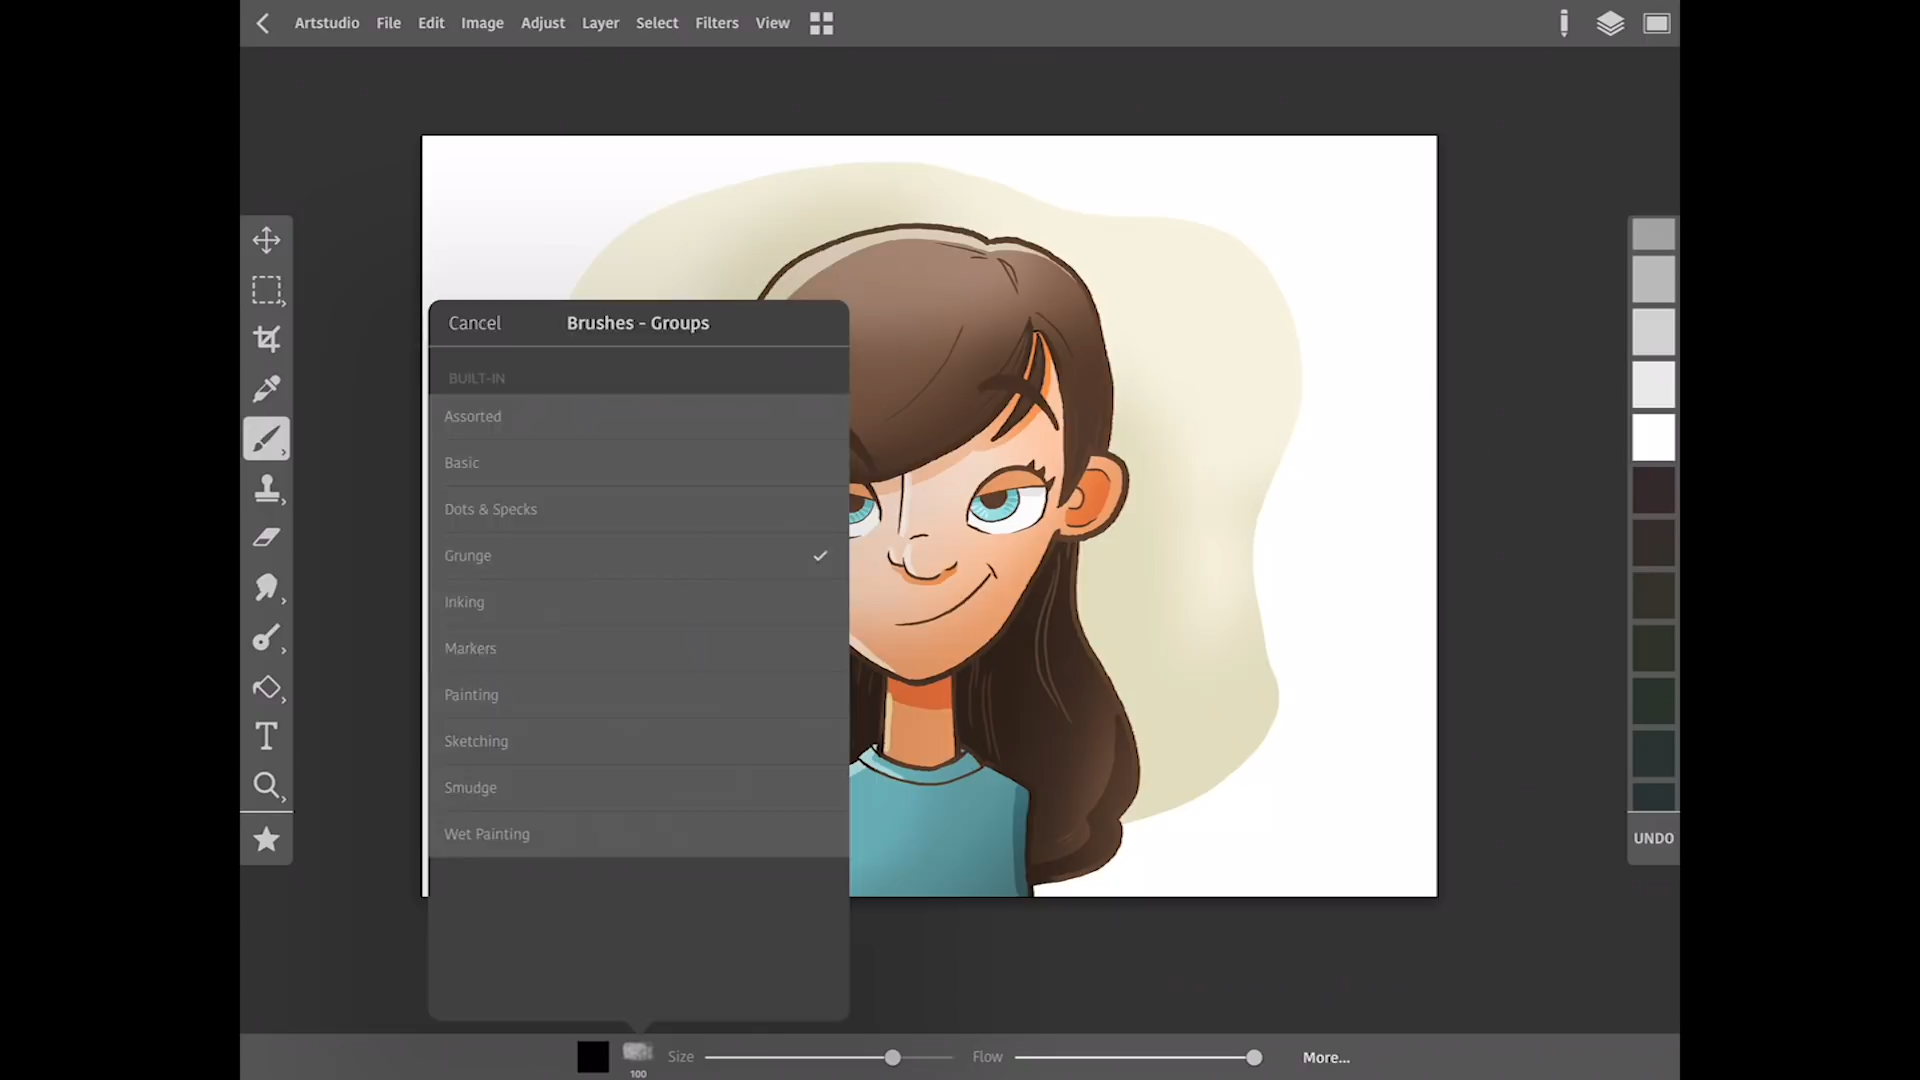 Artstudio File Edit Image Adjust Layer Select Filters View
Cancel Brushes - Groups
BUILT-IN
Assorted
Basic
Dots & Specks
Grunge
Inking
Markers
Painting
Sketching
Smudge
Wet Painting
T
UNDO
Size Flow More...
100